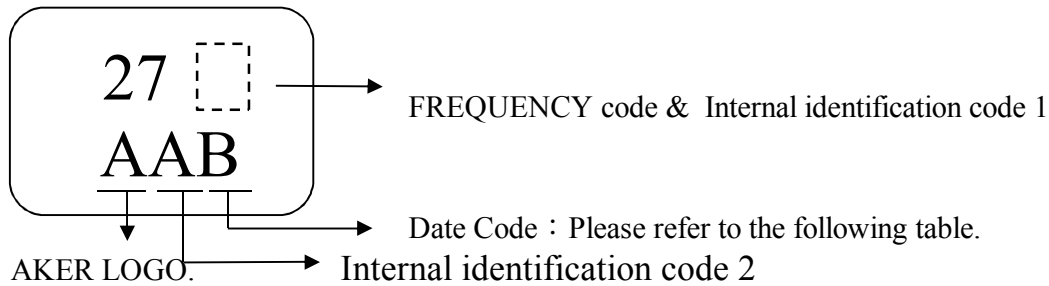 27
FREQUENCY code & Internal identification code 1
AAB
Date Code：Please refer to the following table.
AKER LOGO.
Internal identification code 2